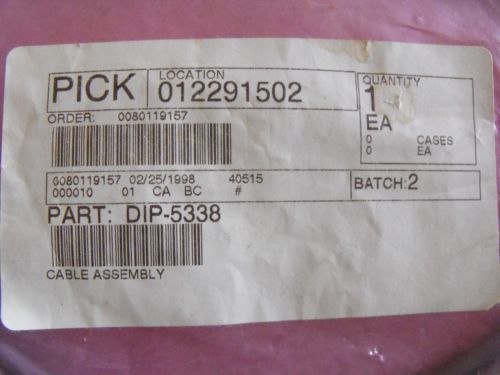 PICK
LOCATION
012291502
QUANTITY
1
EA
0 CASES
0 EA
ORDER: 0080119157
0080119157 02/25/1998 40515
000010 01 CA BC #
BATCH:2
PART: DIP-5338
CABLE ASSEMBLY